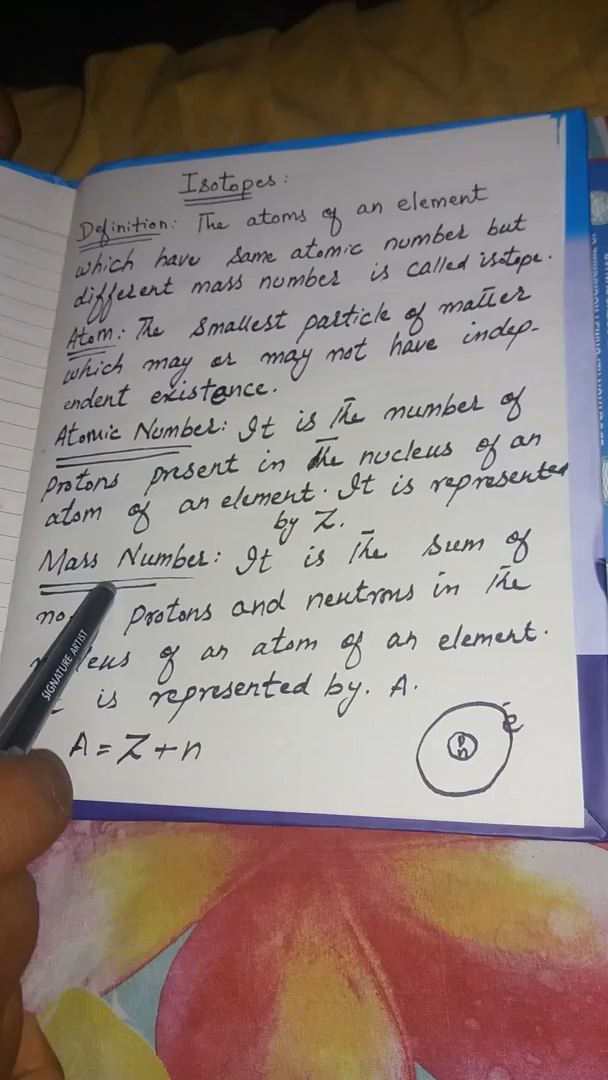 Isotopes:
Definition: The atoms of an element
which have same atomic number but
different mass number is called isotope.
Atom: The smallest particle of matter
which may or may not have indep-
endent existance.
Atomic Number: It is the number of
protons present in the nucleus of an
atom of an element. It is represented
by Z.
Mass Number: It is the sum of
no. protons and neutrons in the
of an atom of an element.
is represented by. A.
A = Z + n
e
p
n
SIGNATURE ARTIST